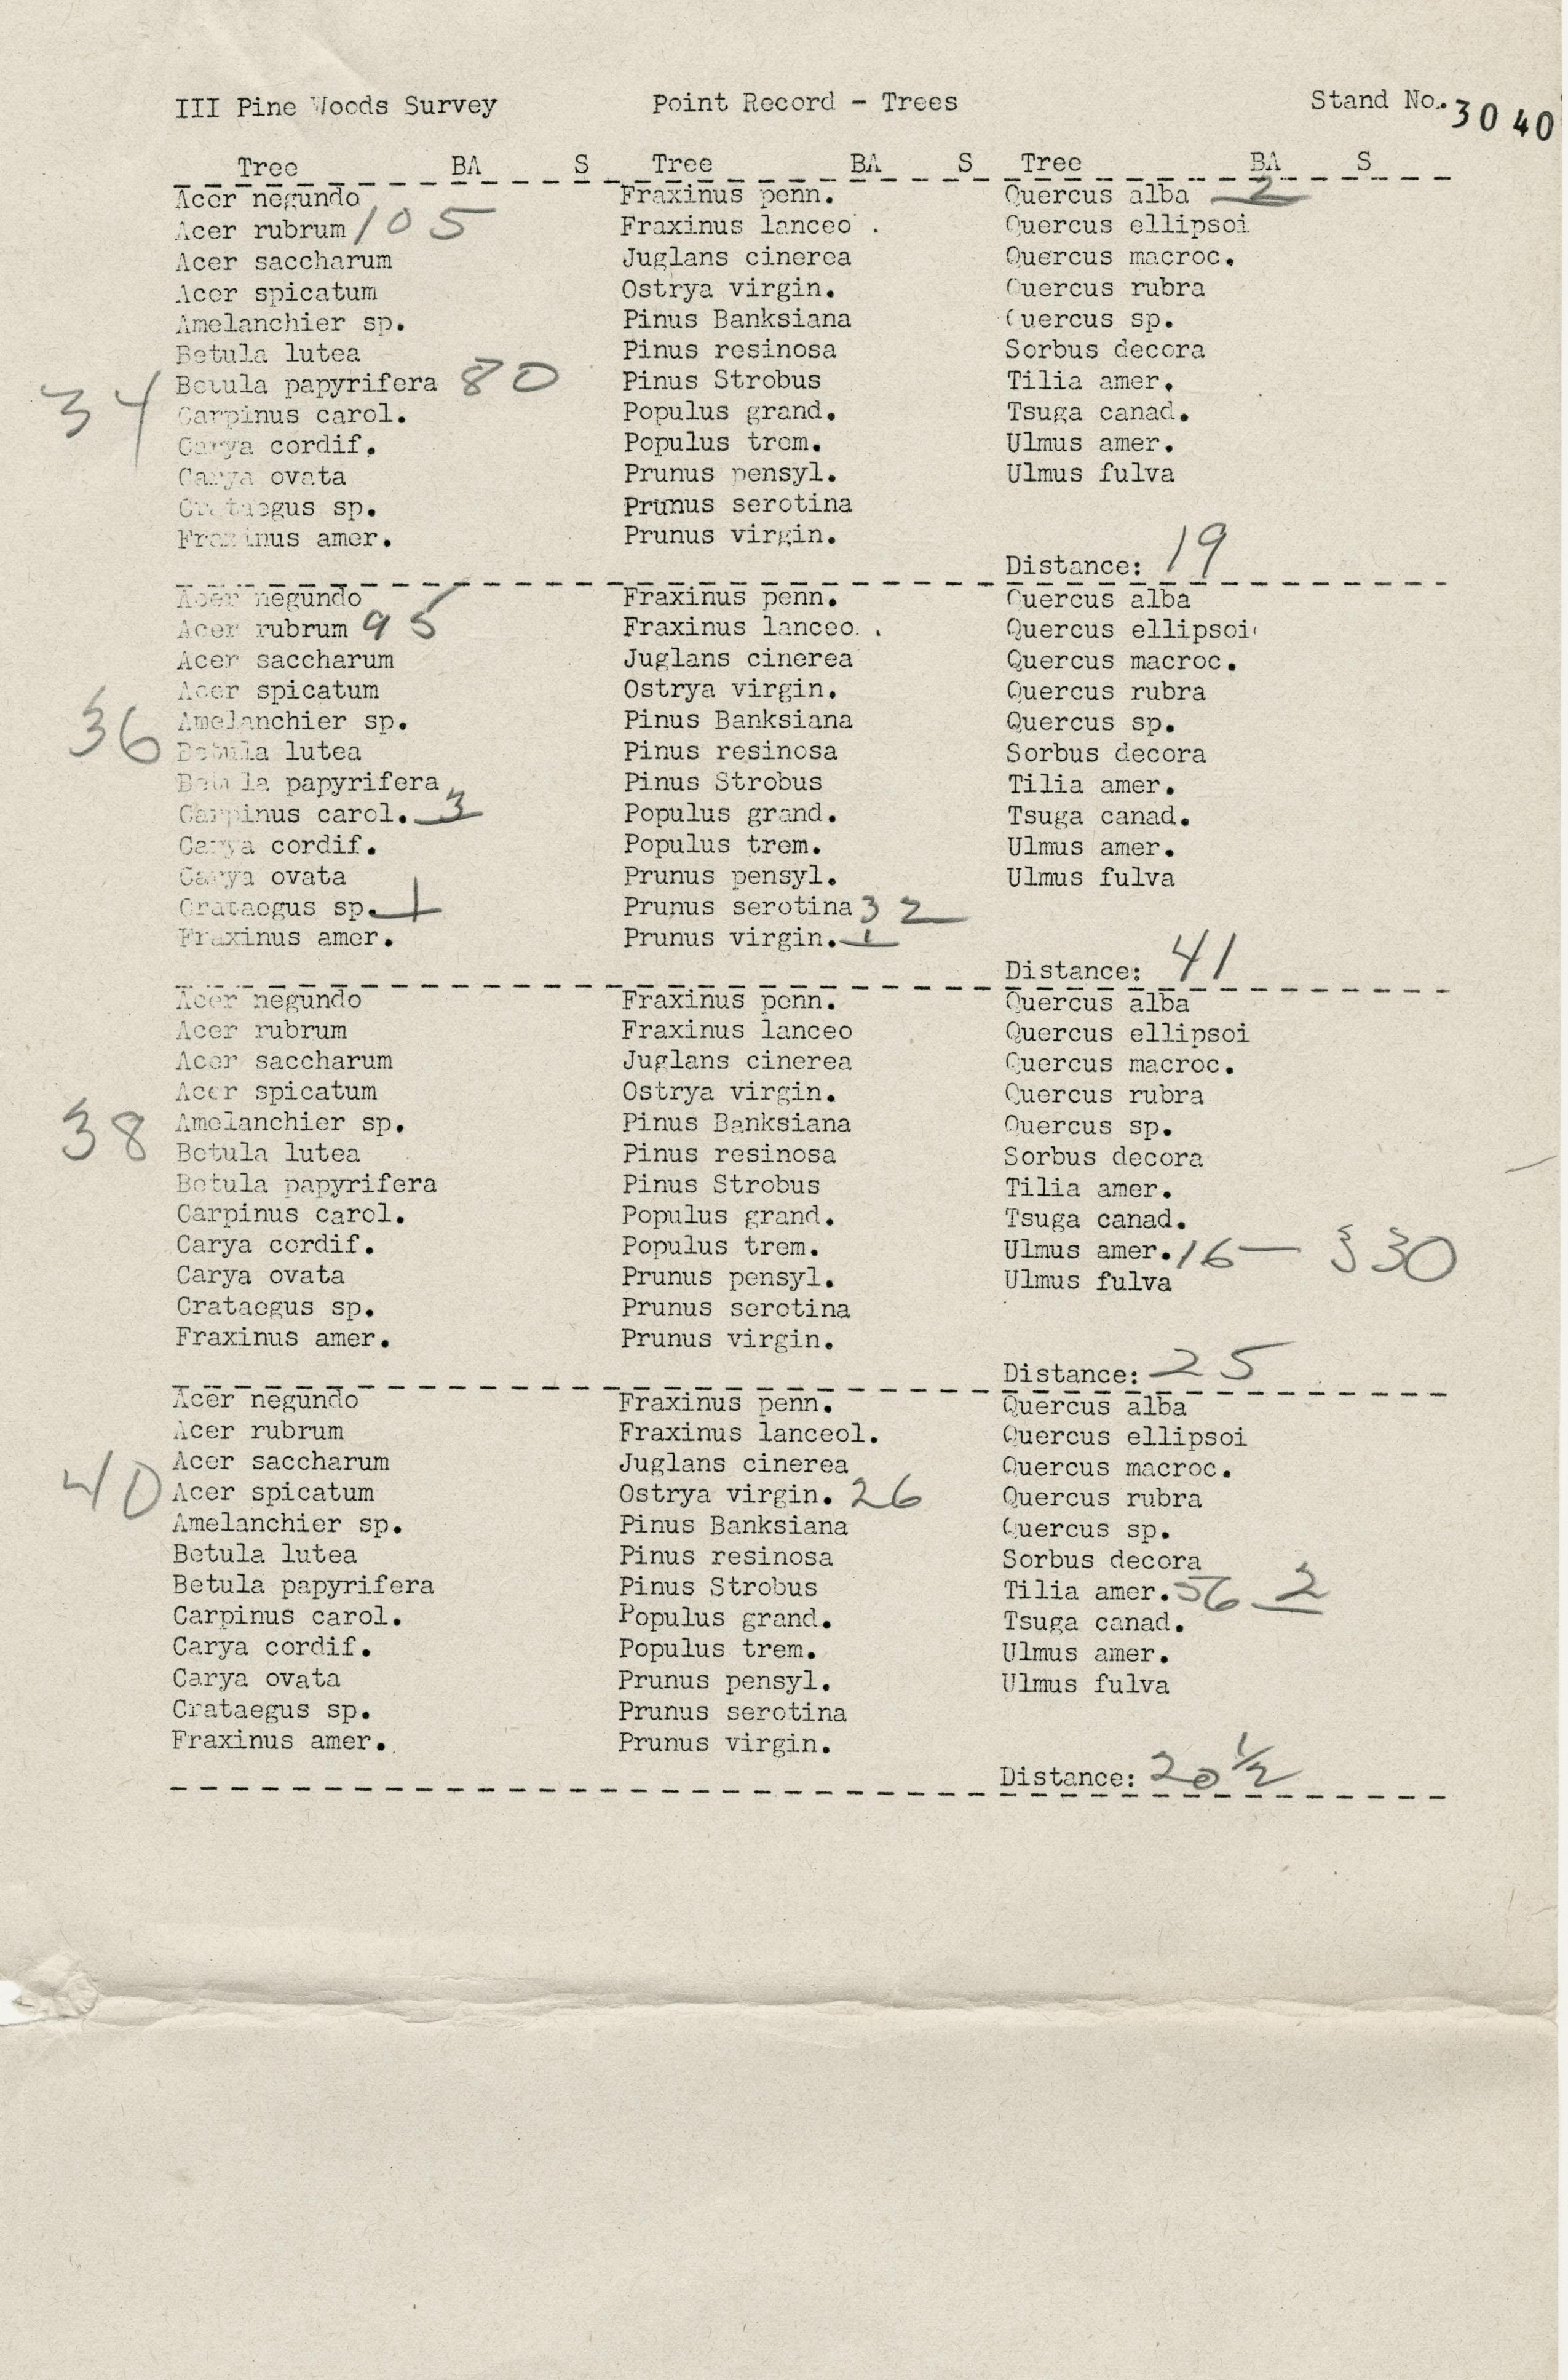 III Pine Woods Survey Point Record - Trees Stand No. 3040
Tree BA S Tree BA S Tree BA S
Acer negundo Fraxinus penn. Quercus alba 2
Acer rubrum 105 Fraxinus lanceo . Quercus ellipsoi
Acer saccharum Juglans cinerea Quercus macroc.
Acer spicatum Ostrya virgin. Quercus rubra
Amelanchier sp. Pinus Banksiana Quercus sp.
Betula lutea Pinus resinosa Sorbus decora
34 Betula papyrifera 80 Pinus Strobus Tilia amer.
Carpinus carol. Populus grand. Tsuga canad.
Carya cordif. Populus trem. Ulmus amer.
Carya ovata Prunus pensyl. Ulmus fulva
Crataegus sp. Prunus serotina
Fraxinus amer. Prunus virgin.
Distance: 19
Acer negundo Fraxinus penn. Quercus alba
Acer rubrum 95 Fraxinus lanceo. . Quercus ellipsoi
Acer saccharum Juglans cinerea Quercus macroc.
Acer spicatum Ostrya virgin. Quercus rubra
36 Amelanchier sp. Pinus Banksiana Quercus sp.
Betula lutea Pinus resinosa Sorbus decora
Betula papyrifera Pinus Strobus Tilia amer.
Carpinus carol. 3 Populus grand. Tsuga canad.
Carya cordif. Populus trem. Ulmus amer.
Carya ovata Prunus pensyl. Ulmus fulva
Crataegus sp. 1 Prunus serotina 3 2
Fraxinus amer. Prunus virgin. 1
Distance: 41
Acer negundo Fraxinus penn. Quercus alba
Acer rubrum Fraxinus lanceo Quercus ellipsoi
Acer saccharum Juglans cinerea Quercus macroc.
Acer spicatum Ostrya virgin. Quercus rubra
38 Amelanchier sp. Pinus Banksiana Quercus sp.
Betula lutea Pinus resinosa Sorbus decora
Betula papyrifera Pinus Strobus Tilia amer.
Carpinus carol. Populus grand. Tsuga canad.
Carya cordif. Populus trem. Ulmus amer. 16 — 330
Carya ovata Prunus pensyl. Ulmus fulva
Crataegus sp. Prunus serotina
Fraxinus amer. Prunus virgin.
Distance: 25
Acer negundo Fraxinus penn. Quercus alba
Acer rubrum Fraxinus lanceol. Quercus ellipsoi
Acer saccharum Juglans cinerea Quercus macroc.
40 Acer spicatum Ostrya virgin. 26 Quercus rubra
Amelanchier sp. Pinus Banksiana Quercus sp.
Betula lutea Pinus resinosa Sorbus decora
Betula papyrifera Pinus Strobus Tilia amer. 56 2
Carpinus carol. Populus grand. Tsuga canad.
Carya cordif. Populus trem. Ulmus amer.
Carya ovata Prunus pensyl. Ulmus fulva
Crataegus sp. Prunus serotina
Fraxinus amer. Prunus virgin.
Distance: 20 1/2